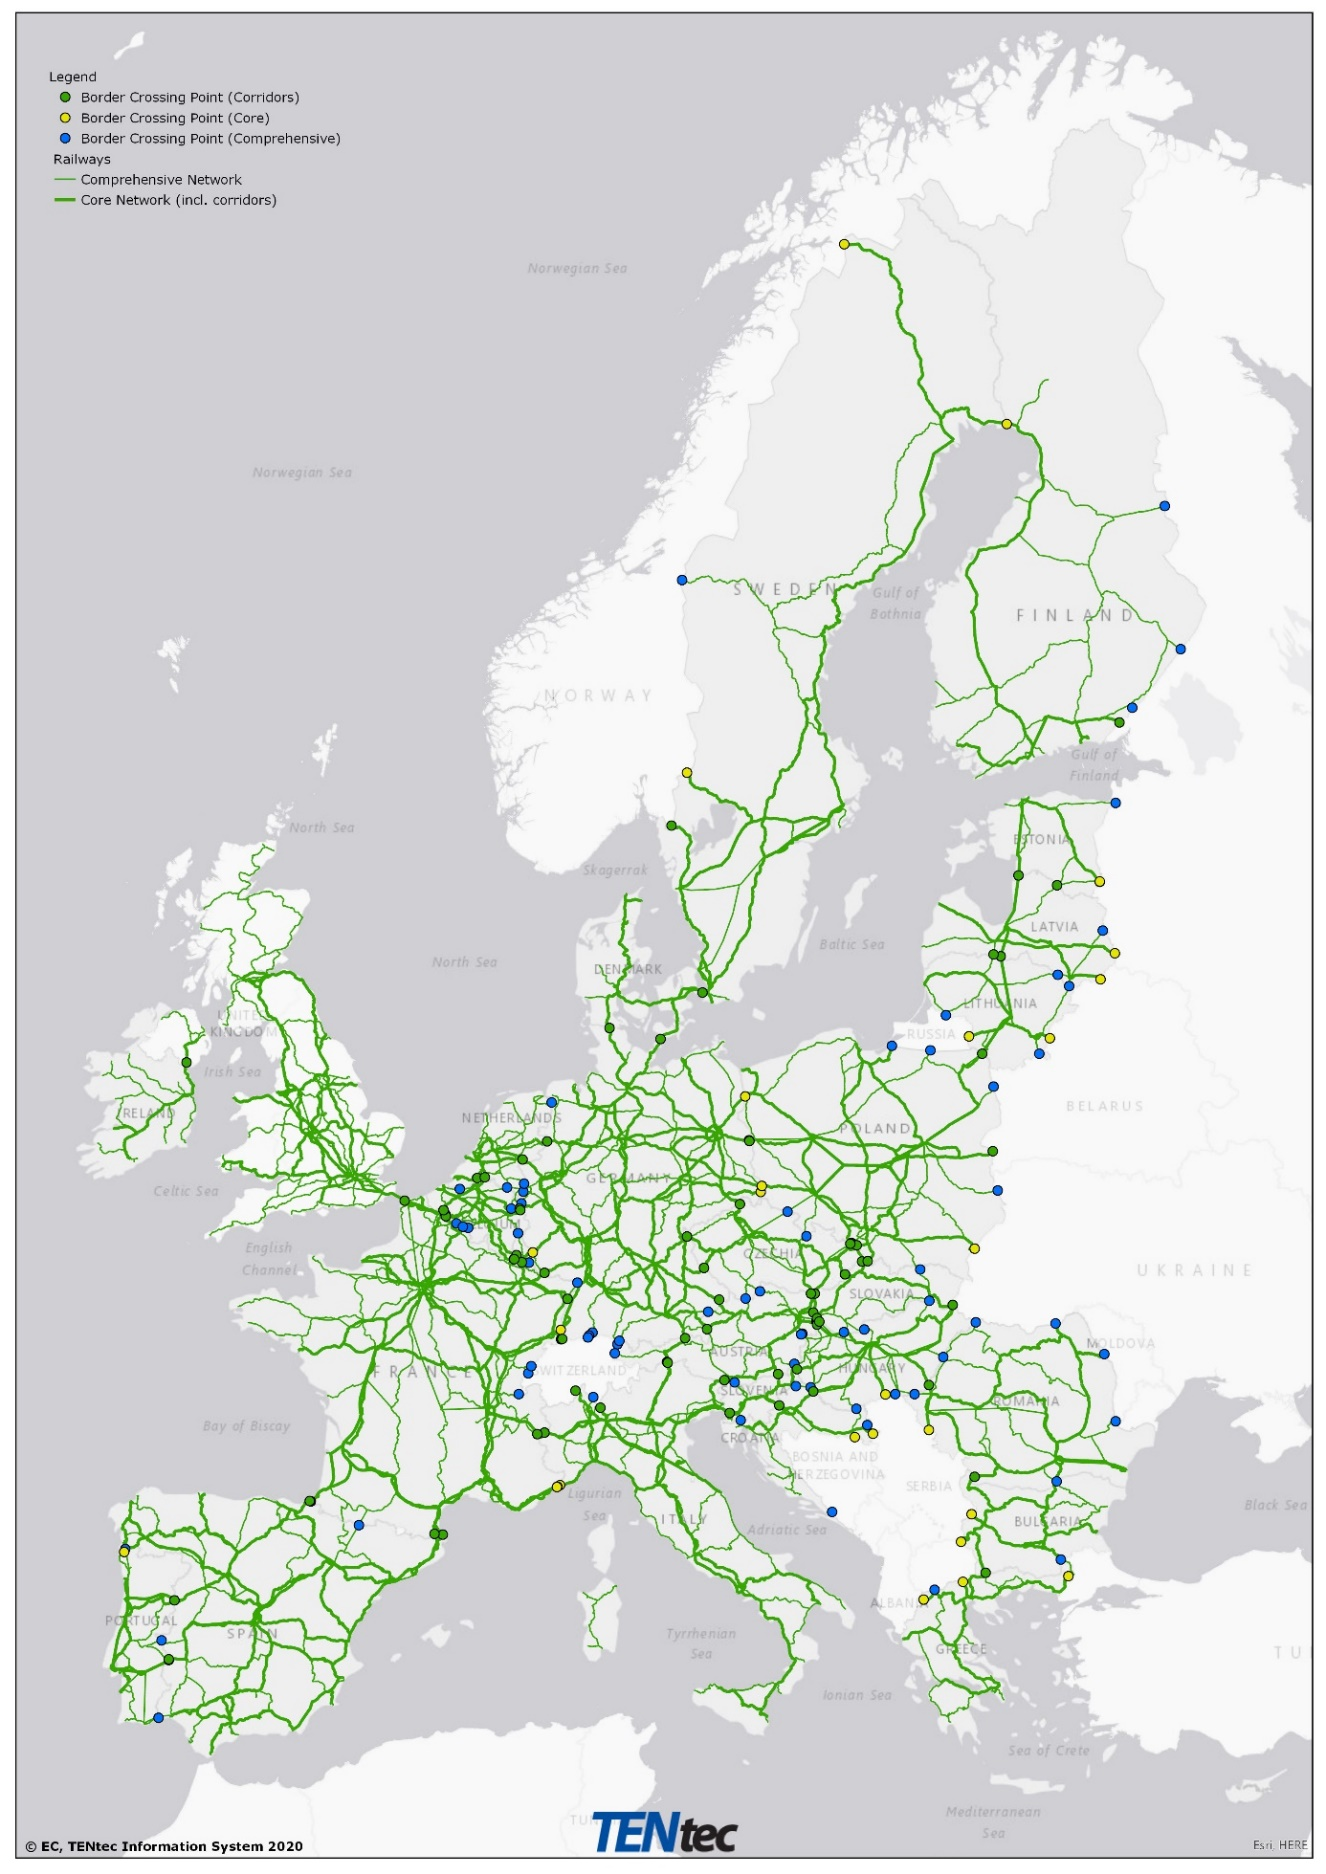 Legend
Border Crossing Point (Corridors)
Border Crossing Point (Core)
Border Crossing Point (Comprehensive)
Railways
Comprehensive Network
Core Network (incl. corridors)
Norwegian Sea
Norwegian Sea
SWEDEN
Gulf of
Bothnia
FINLAND
NORWAY
Gulf of
Finland
North Sea
ESTONIA
Skagerrak
LATVIA
Baltic Sea
North Sea
DENMARK
LITHUANIA
UNITED
KINGDOM
RUSSIA
Irish Sea
IRELAND
NETHERLANDS
BELARUS
POLAND
GERMANY
Celtic Sea
BELGIUM
English
Channel
CZECHIA
UKRAINE
SLOVAKIA
MOLDOVA
AUSTRIA
FRANCE
SWITZERLAND
HUNGARY
SLOVENIA
ROMANIA
Bay of Biscay
CROATIA
BOSNIA AND
HERZEGOVINA
SERBIA
Ligurian
Sea
Black Sea
ITALY
Adriatic Sea
BULGARIA
ALBANIA
PORTUGAL
SPAIN
Tyrrhenian
Sea
GREECE
TU
Ionian Sea
Sea of Crete
Mediterranean
Sea
TUN
TENtec
© EC, TENtec Information System 2020
Esri, HERE